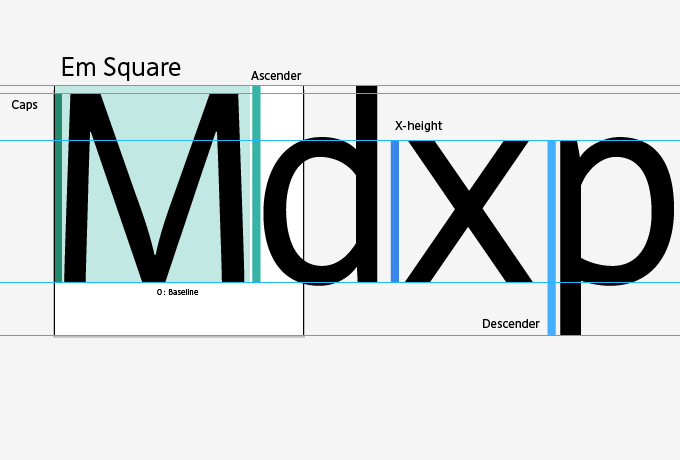 Em Square
Ascender
Caps
X-height
Mdxp
0 : Baseline
Descender